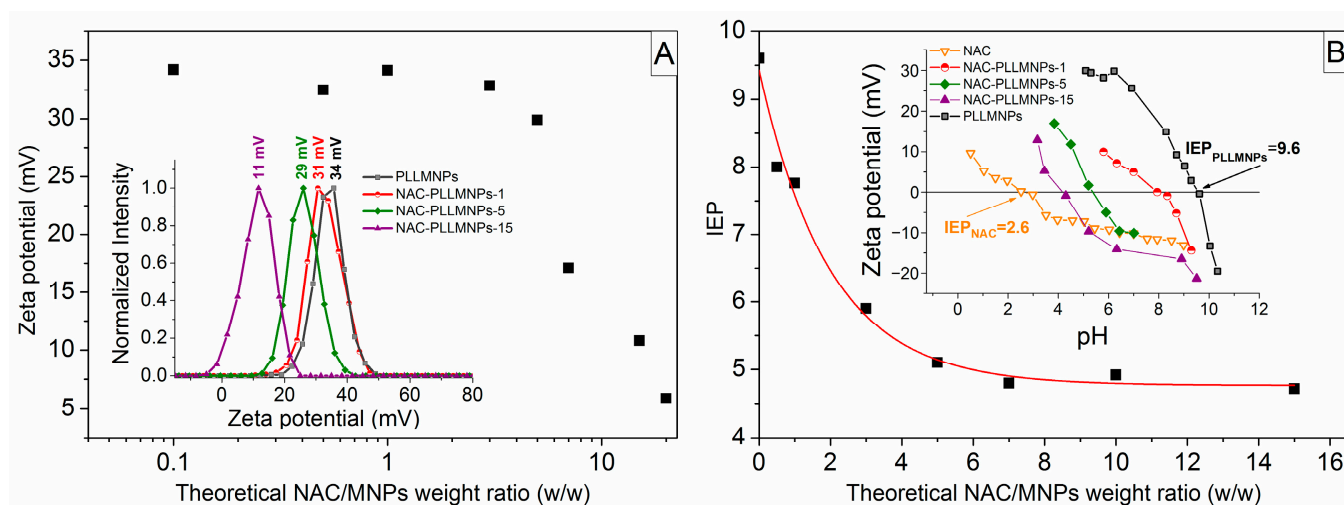 A
Zeta potential (mV)
35
30
25
20
15
10
5
0.1
1
10
Theoretical NAC/MNPs weight ratio (w/w)
11 mV
29 mV
31 mV
34 mV
PLLMNPs
NAC-PLLMNPs-1
NAC-PLLMNPs-5
NAC-PLLMNPs-15
Normalized Intensity
1.0
0.8
0.6
0.4
0.2
0.0
0 20 40 60 80
Zeta potential (mV)
B
IEP
10
9
8
7
6
5
4
0 2 4 6 8 10 12 14 16
Theoretical NAC/MNPs weight ratio (w/w)
NAC
NAC-PLLMNPs-1
NAC-PLLMNPs-5
NAC-PLLMNPs-15
PLLMNPs
Zeta potential (mV)
30
20
10
0
−10
−20
IEP PLLMNPs=9.6
IEP NAC=2.6
0 2 4 6 8 10 12
pH